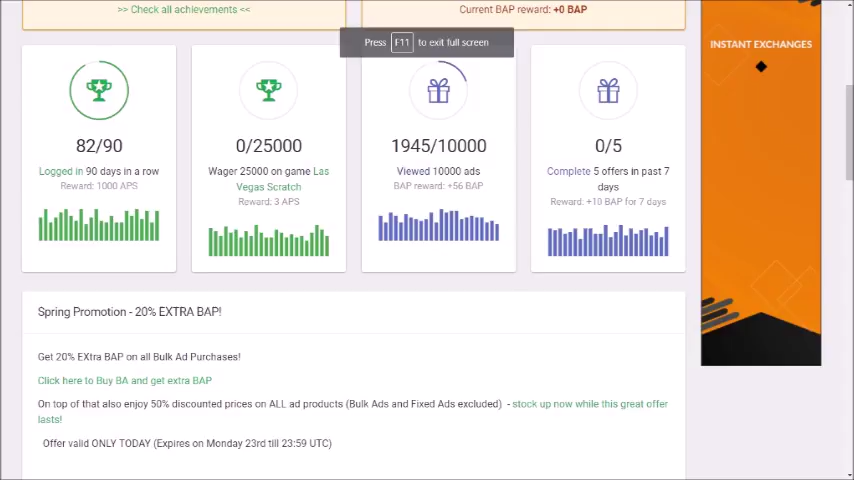 >> Check all achievements <<
Current BAP reward: +0 BAP
Press F11 to exit full screen
INSTANT EXCHANGES
82/90
Logged in 90 days in a row
Reward: 1000 APS
0/25000
Wager 25000 on game Las
Vegas Scratch
Reward: 3 APS
1945/10000
Viewed 10000 ads
BAP reward: +56 BAP
0/5
Complete 5 offers in past 7
days
Reward: +10 BAP for 7 days
Spring Promotion - 20% EXTRA BAP!
Get 20% EXtra BAP on all Bulk Ad Purchases!
Click here to Buy BA and get extra BAP
On top of that also enjoy 50% discounted prices on ALL ad products (Bulk Ads and Fixed Ads excluded) - stock up now while this great offer
lasts!
Offer valid ONLY TODAY (Expires on Monday 23rd till 23:59 UTC)